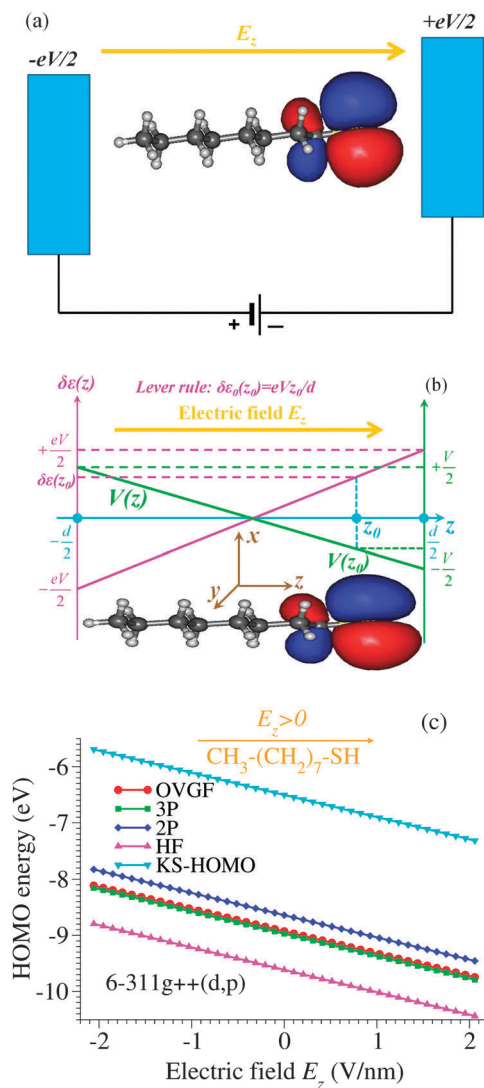 (a)
+eV/2
-eV/2
E_z
+ −
δε(z)
Lever rule: δε₀(z₀)=eVz₀/d
(b)
Electric field E_z
+eV/2
+V/2
δε(z₀)
V(z)
-d/2
z₀
d/2
z
V(z₀)
-V/2
-eV/2
x
y
z
(c)
E_z>0
CH₃-(CH₂)₇-SH
-6
OVGF
3P
2P
HF
KS-HOMO
-7
-8
-9
-10
HOMO energy (eV)
6-311g++(d,p)
-2 -1 0 1 2
Electric field E_z (V/nm)